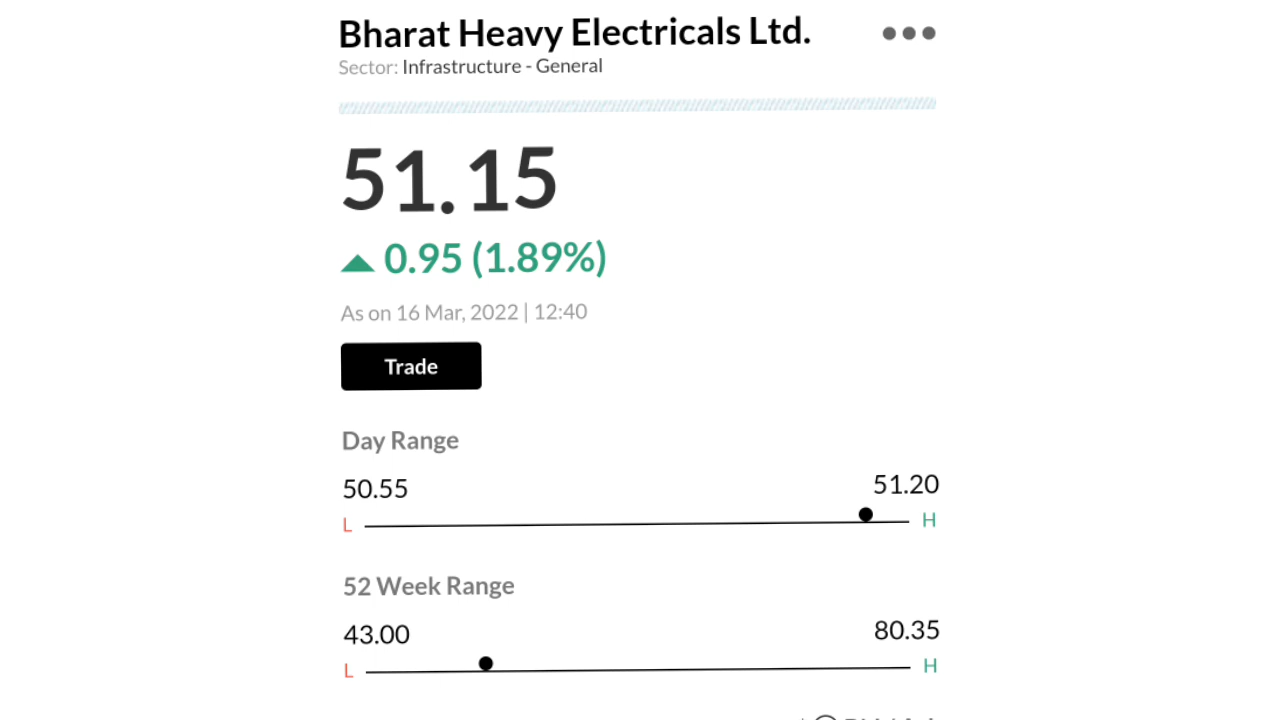 Bharat Heavy Electricals Ltd.
Sector: Infrastructure - General
51.15
0.95 (1.89%)
As on 16 Mar, 2022 | 12:40
Trade
Day Range
50.55 51.20
L H
52 Week Range
43.00 80.35
L H